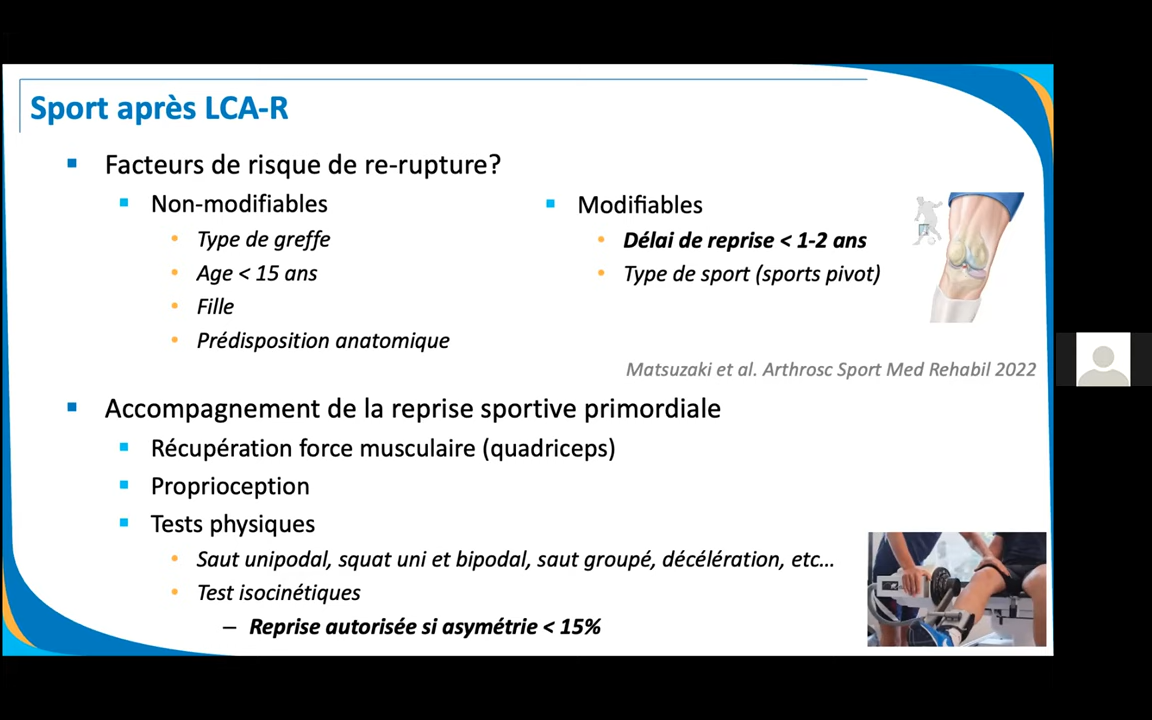 Sport après LCA-R
Facteurs de risque de re-rupture?
Non-modifiables
Type de greffe
Age < 15 ans
Fille
Prédisposition anatomique
Modifiables
Délai de reprise < 1-2 ans
Type de sport (sports pivot)
Matsuzaki et al. Arthrosc Sport Med Rehabil 2022
Accompagnement de la reprise sportive primordiale
Récupération force musculaire (quadriceps)
Proprioception
Tests physiques
Saut unipodal, squat uni et bipodal, saut groupé, décélération, etc...
Test isocinétiques
– Reprise autorisée si asymétrie < 15%